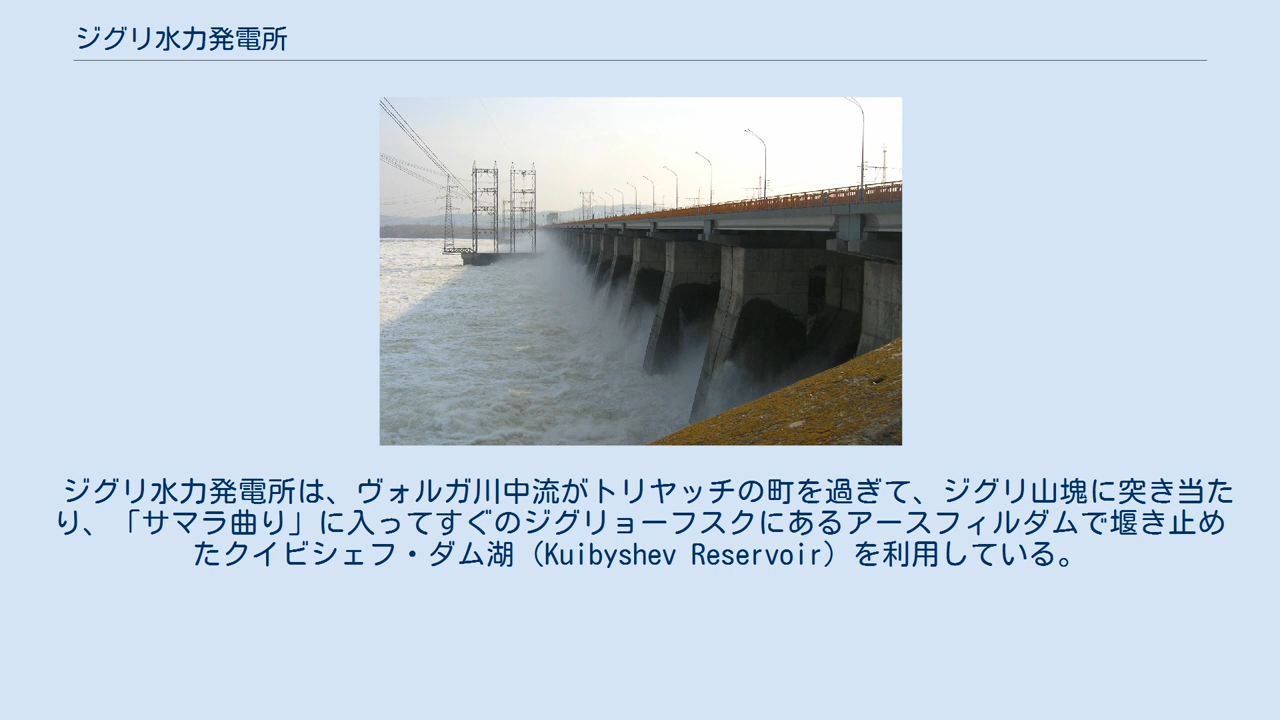 ジグリ水力発電所
ジグリ水力発電所は、ヴォルガ川中流がトリヤッチの町を過ぎて、ジグリ山塊に突き当た
り、「サマラ曲り」に入ってすぐのジグリョーフスクにあるアースフィルダムで堰き止め
たクイビシェフ・ダム湖（Kuibyshev Reservoir）を利用している。